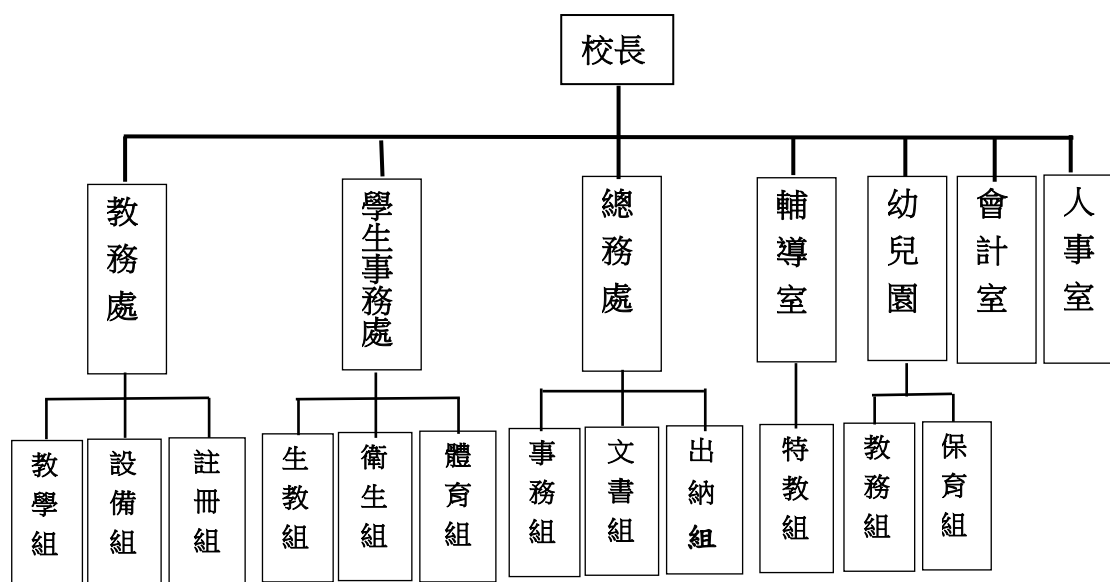 校長
教務處
學生事務處
總務處
輔導室
幼兒園
會計室
人事室
教學組
設備組
註冊組
生教組
衛生組
體育組
事務組
文書組
出納組
特教組
教務組
保育組